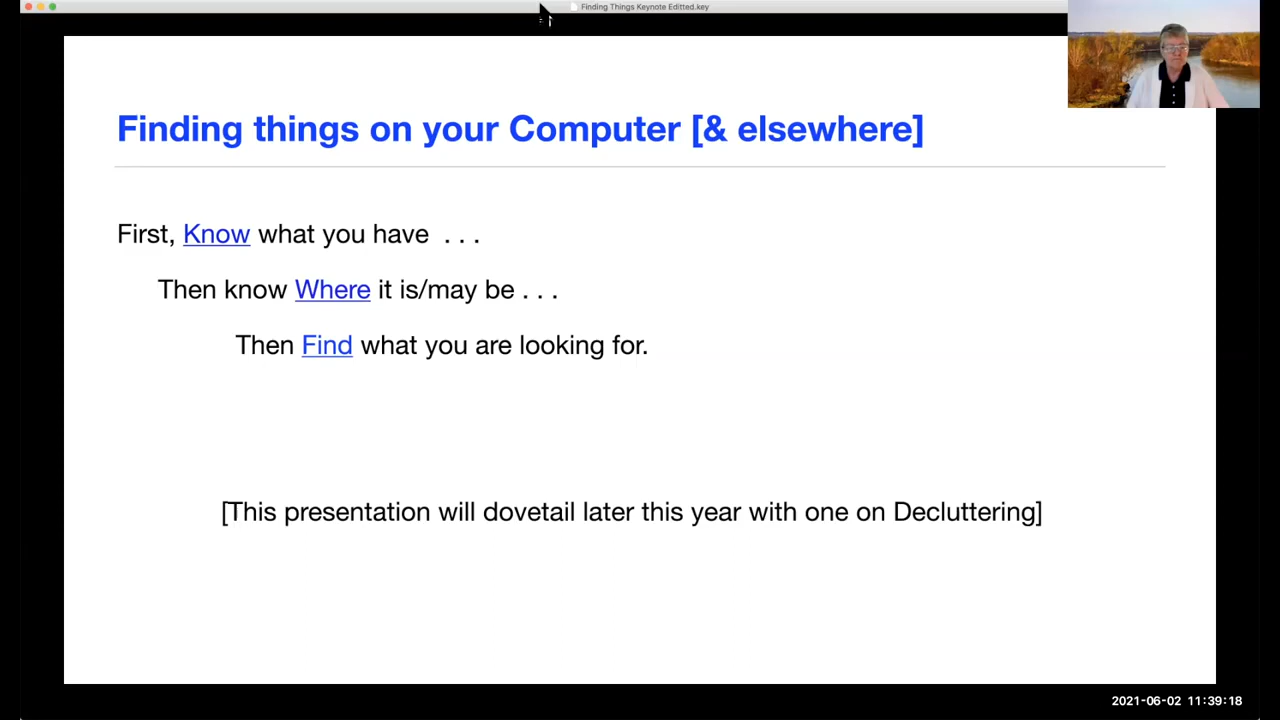 Finding Things Keynote Editted.key
Finding things on your Computer [& elsewhere]
First, Know what you have . . .
Then know Where it is/may be . . .
Then Find what you are looking for.
[This presentation will dovetail later this year with one on Decluttering]
2021-06-02 11:39:18